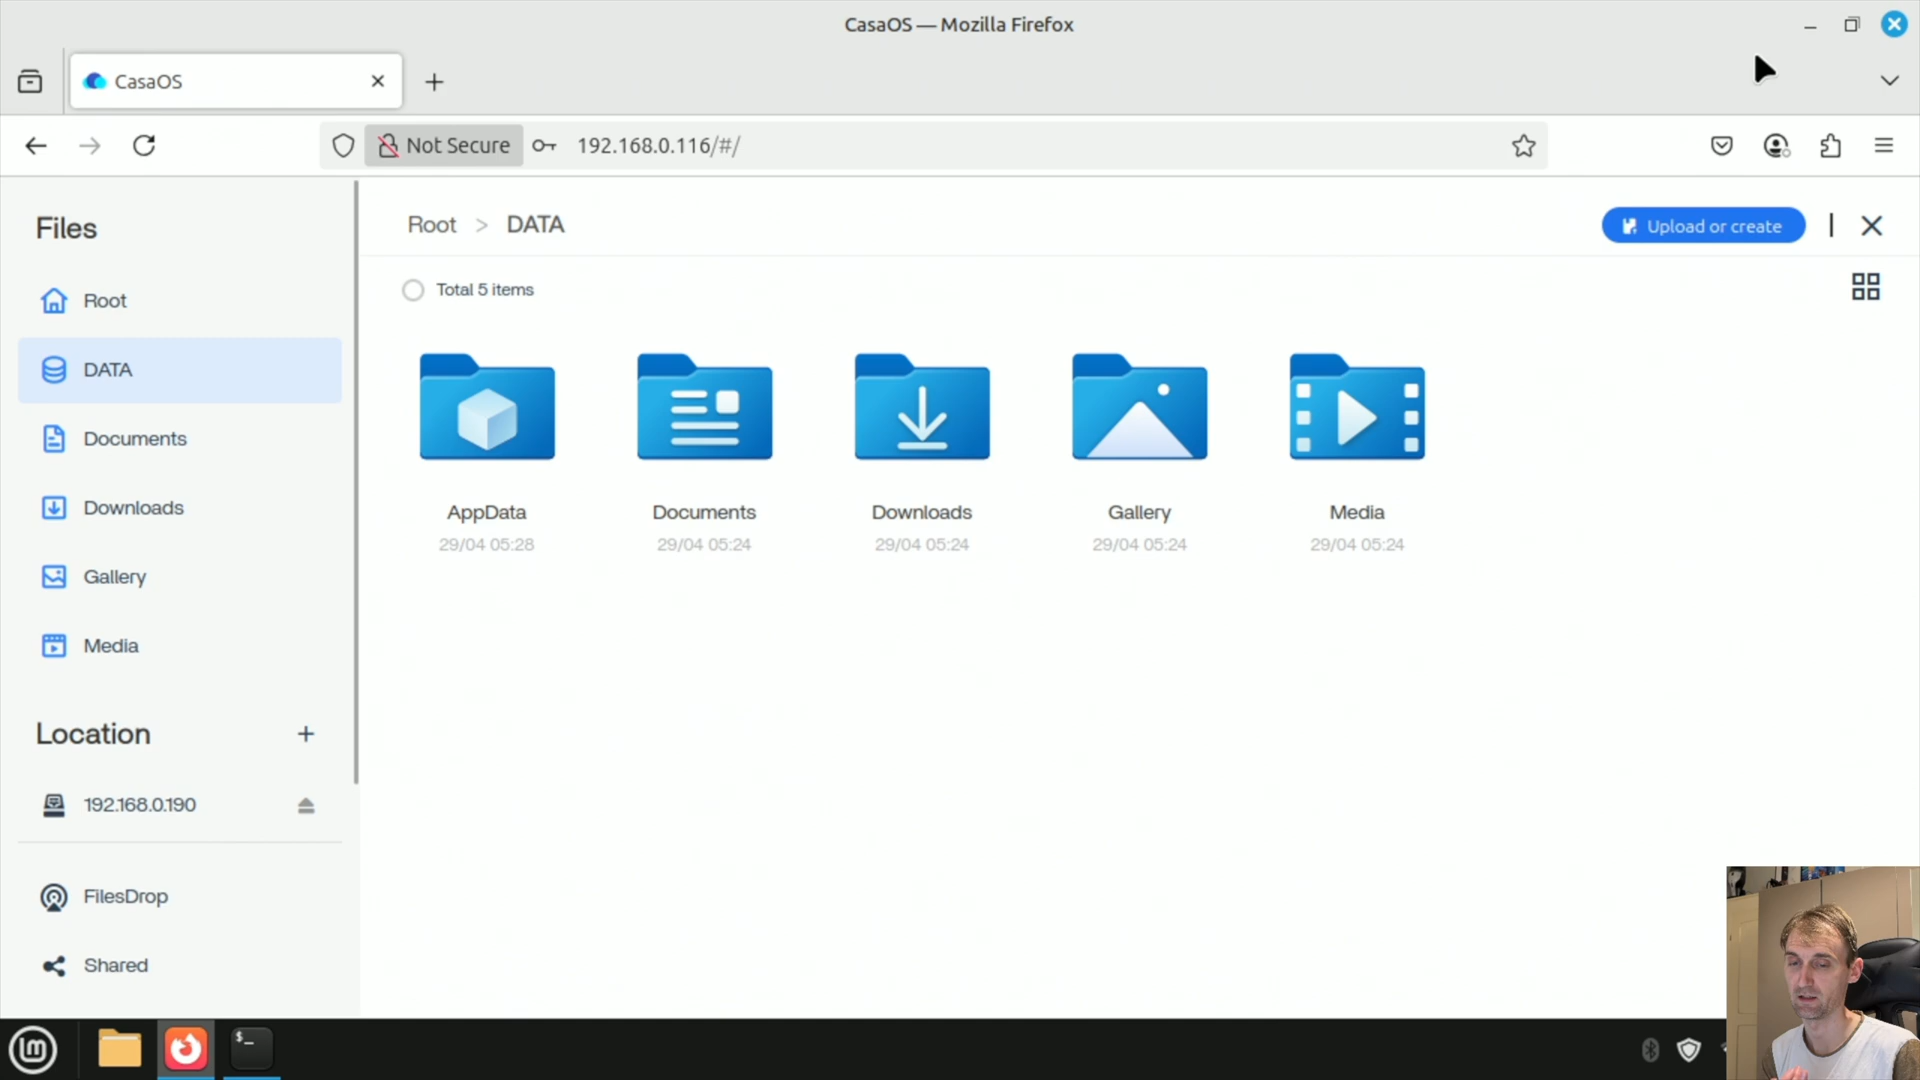 CasaOS — Mozilla Firefox
CasaOS
Not Secure
192.168.0.116/#/
Files
Root > DATA
Upload or create
Total 5 items
Root
DATA
Documents
Downloads
Gallery
Media
AppData
29/04 05:28
Documents
29/04 05:24
Downloads
29/04 05:24
Gallery
29/04 05:24
Media
29/04 05:24
Location +
192.168.0.190
FilesDrop
Shared